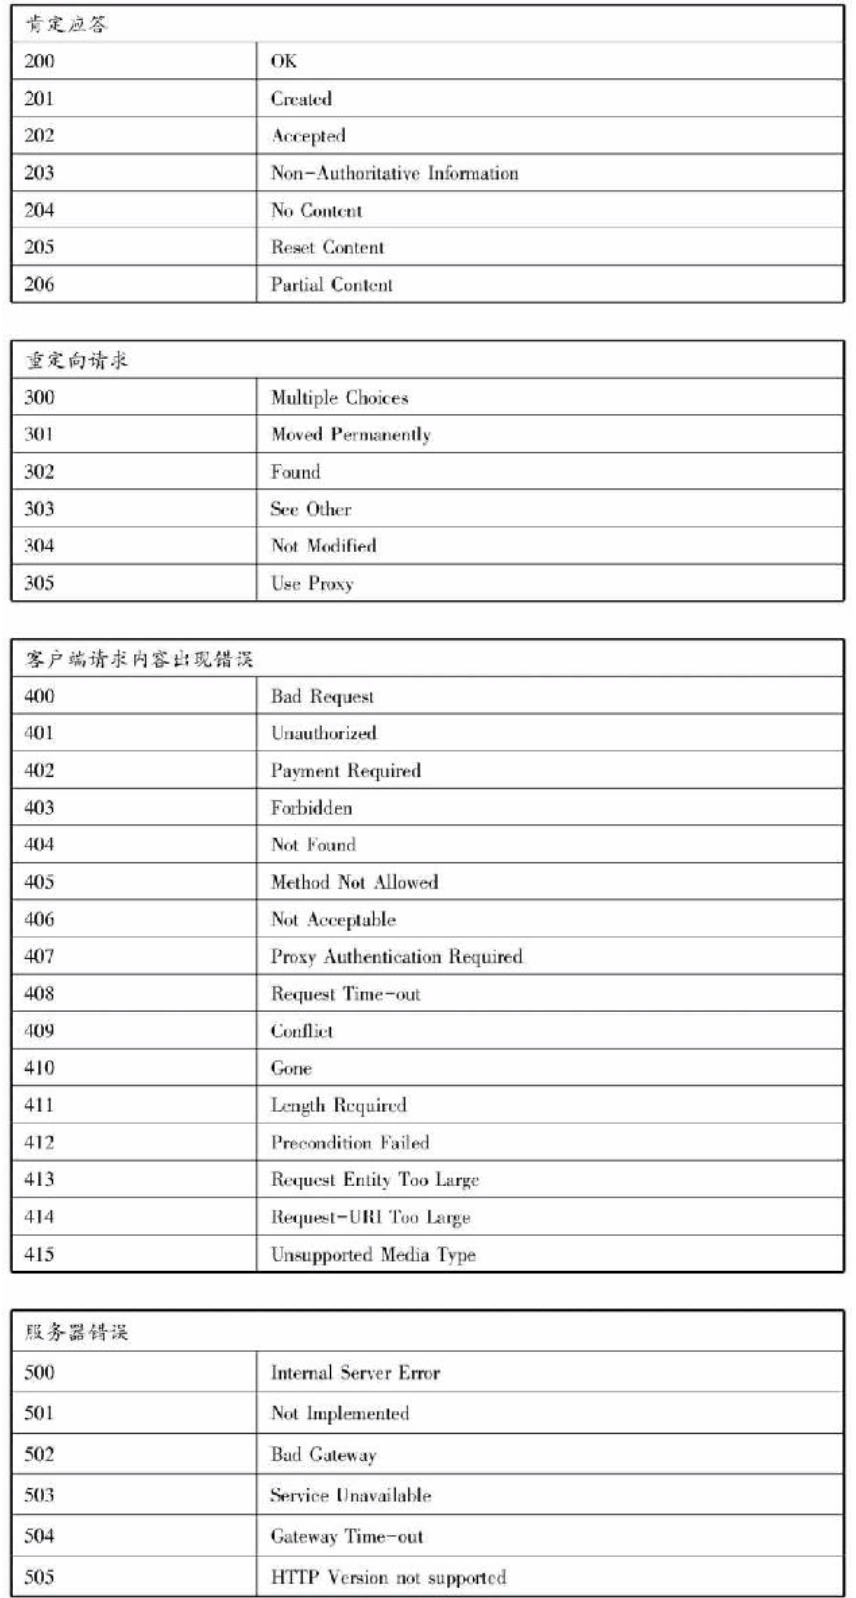 肯定应答
200 OK
201 Created
202 Accepted
203 Non-Authoritative Information
204 No Content
205 Reset Content
206 Partial Content
重定向请求
300 Multiple Choices
301 Moved Permanently
302 Found
303 See Other
304 Not Modified
305 Use Proxy
客户端请求内容出现错误
400 Bad Request
401 Unauthorized
402 Payment Required
403 Forbidden
404 Not Found
405 Method Not Allowed
406 Not Acceptable
407 Proxy Authentication Required
408 Request Time-out
409 Conflict
410 Gone
411 Length Required
412 Precondition Failed
413 Request Entity Too Large
414 Request-URI Too Large
415 Unsupported Media Type
服务器错误
500 Internal Server Error
501 Not Implemented
502 Bad Gateway
503 Service Unavailable
504 Gateway Time-out
505 HTTP Version not supported